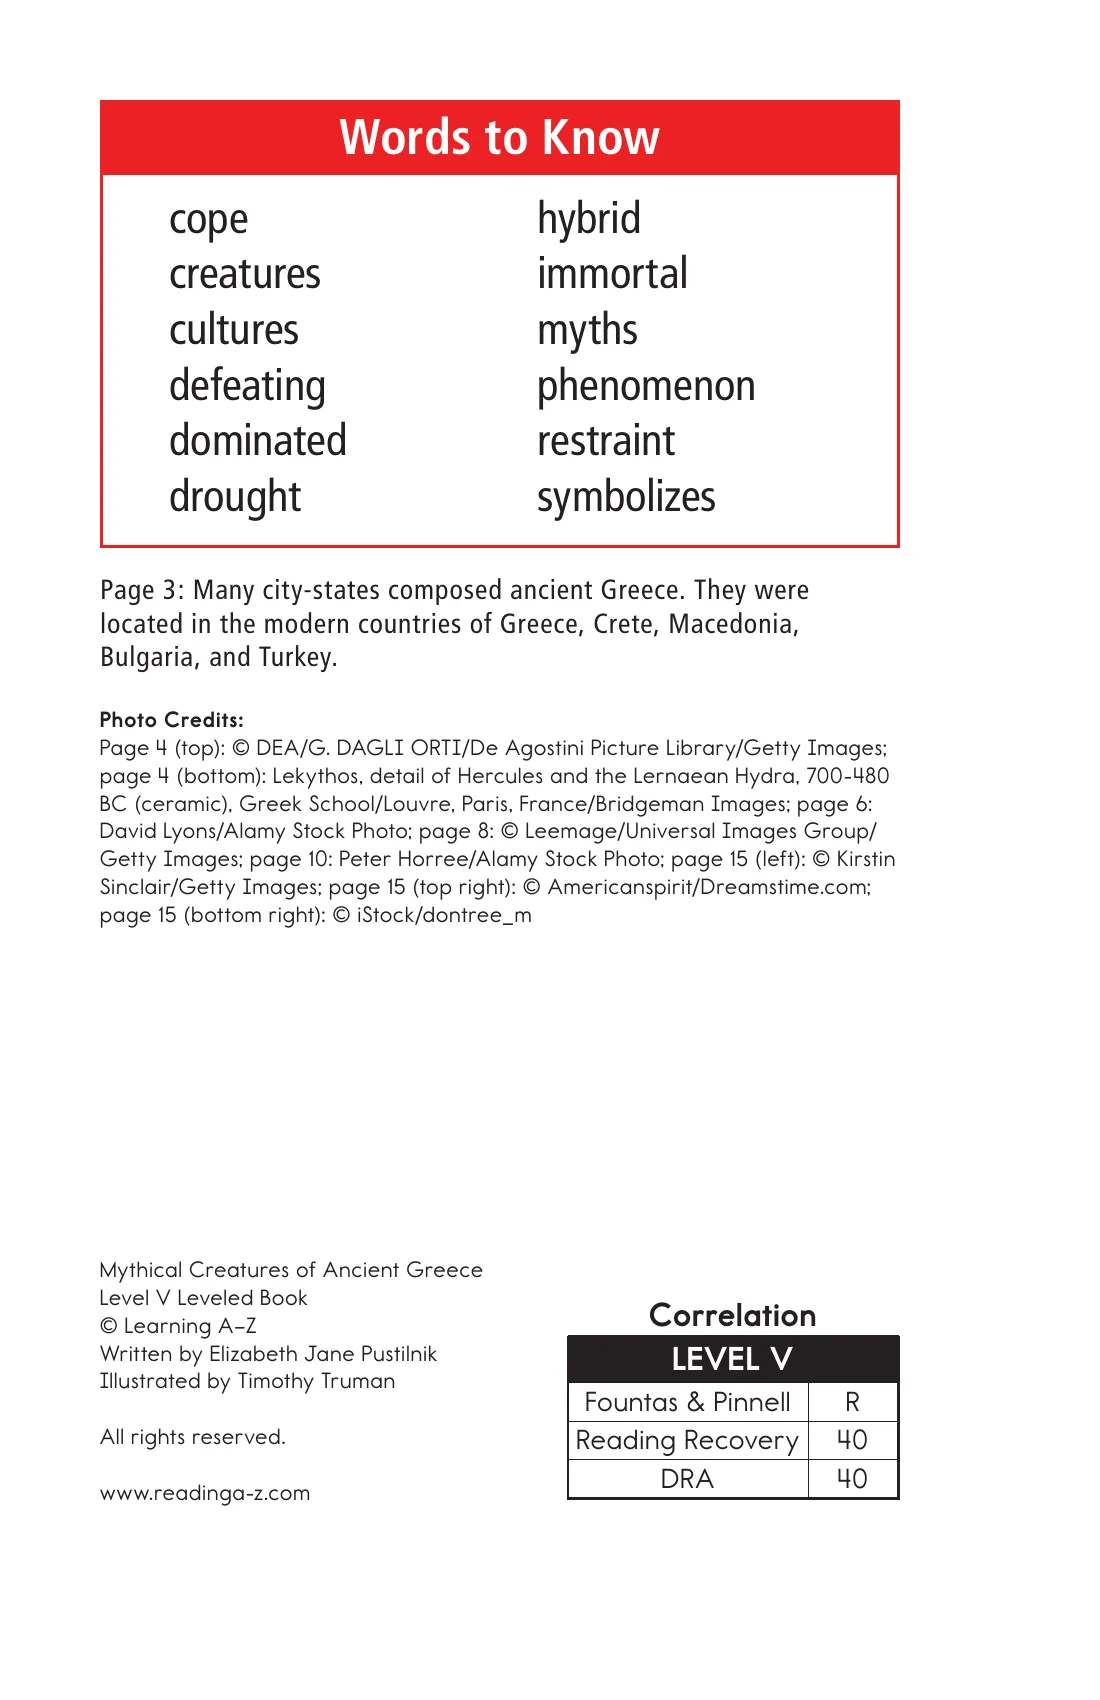 Words to Know
cope
creatures
cultures
defeating
dominated
drought
hybrid
immortal
myths
phenomenon
restraint
symbolizes
Page 3: Many city-states composed ancient Greece. They were
located in the modern countries of Greece, Crete, Macedonia,
Bulgaria, and Turkey.
Photo Credits:
Page 4 (top): © DEA/G. DAGLI ORTI/De Agostini Picture Library/Getty Images;
page 4 (bottom): Lekythos, detail of Hercules and the Lernaean Hydra, 700-480
BC (ceramic), Greek School/Louvre, Paris, France/Bridgeman Images; page 6:
David Lyons/Alamy Stock Photo; page 8: © Leemage/Universal Images Group/
Getty Images; page 10: Peter Horree/Alamy Stock Photo; page 15 (left): © Kirstin
Sinclair/Getty Images; page 15 (top right): © Americanspirit/Dreamstime.com;
page 15 (bottom right): © iStock/dontree_m
Mythical Creatures of Ancient Greece
Level V Leveled Book
© Learning A–Z
Written by Elizabeth Jane Pustilnik
Illustrated by Timothy Truman
All rights reserved.
www.readinga-z.com
Correlation
LEVEL V
Fountas & Pinnell R
Reading Recovery 40
DRA 40